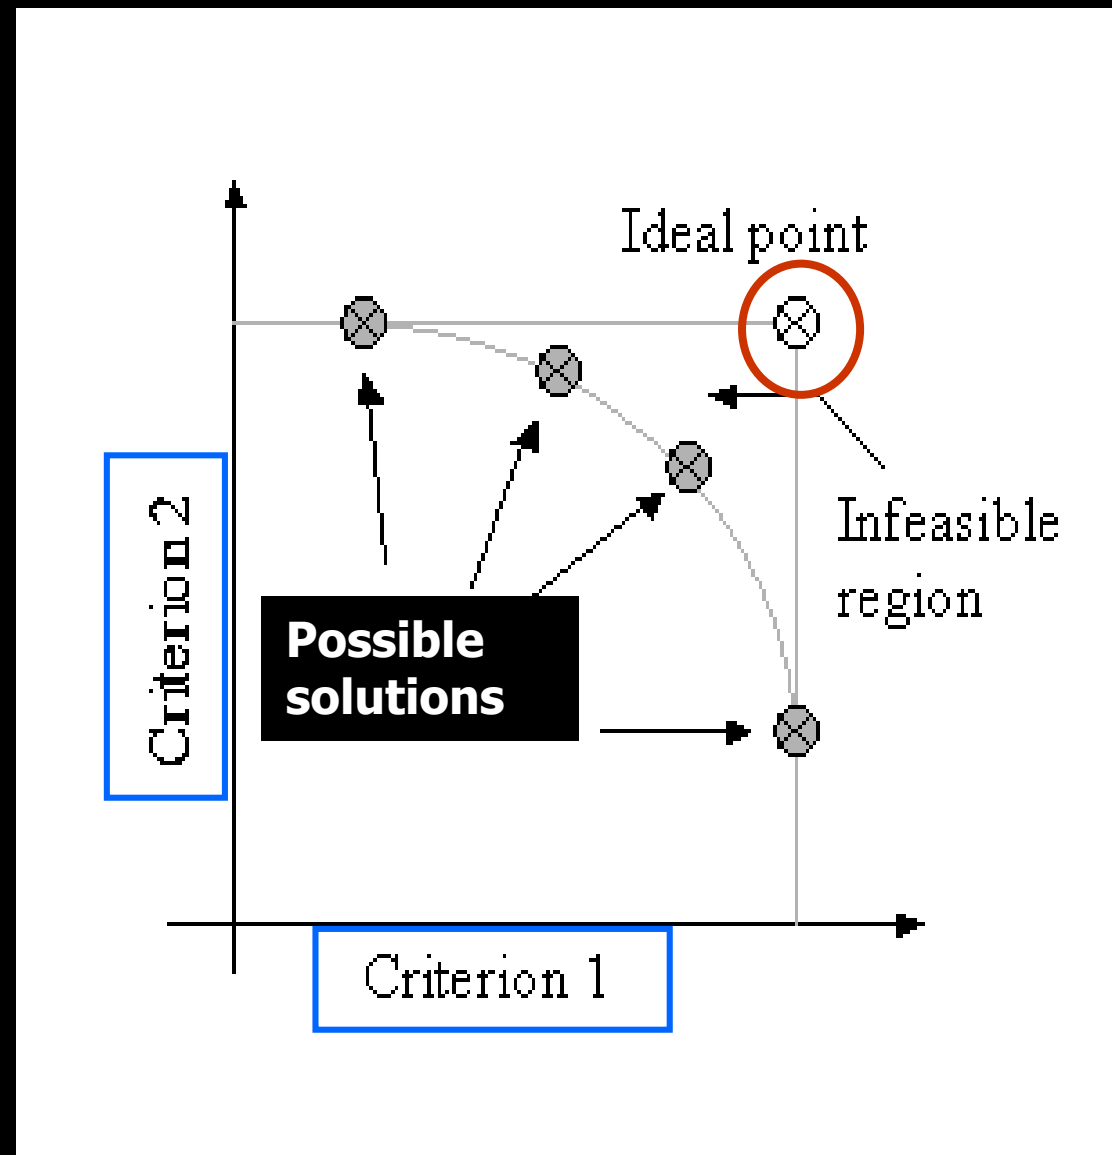 Ideal point
Criterion 2
Infeasible
region
Possible
solutions
Criterion 1